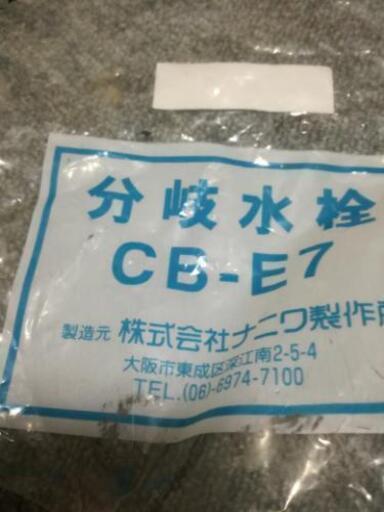 分岐水栓
CB-E7
製造元 株式会社ナニワ製作所
大阪市東成区深江南2-5-4
TEL.(06)-6974-7100